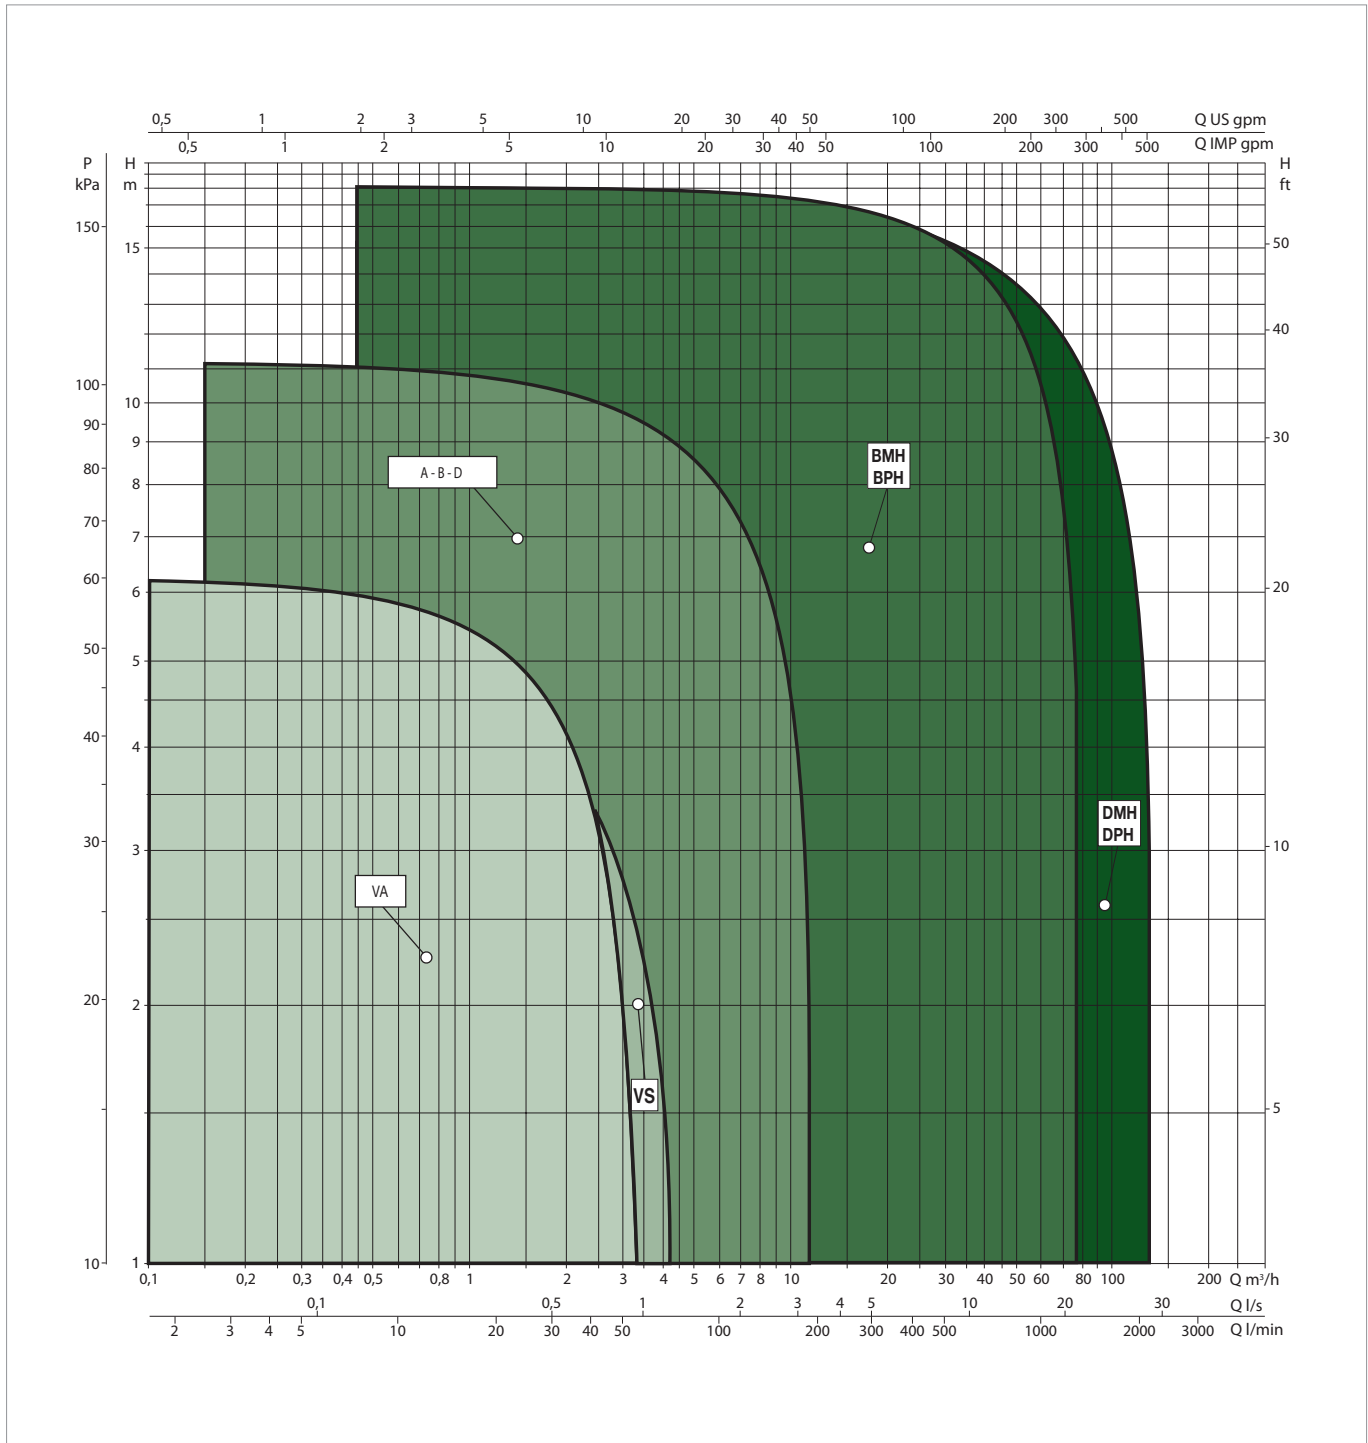 0,5 1 2 3 5 10 20 30 40 50 100 200 300 500 Q US gpm
0,5 1 2 5 10 20 30 40 50 100 200 300 500 Q IMP gpm
P
kPa
H
m
H
ft
150
100
90
80
70
60
50
40
30
20
10
15
10
9
8
7
6
5
4
3
2
1
50
40
30
20
10
5
A - B - D
BMH
BPH
DMH
DPH
VA
VS
0,1 0,2 0,3 0,4 0,5 0,8 1 2 3 4 5 6 7 8 10 20 30 40 50 60 80 100 200 Q m³/h
0,1 0,5 1 2 3 4 5 10 20 30 Q l/s
2 3 4 5 10 20 30 40 50 100 200 300 400 500 1000 2000 3000 Q l/min